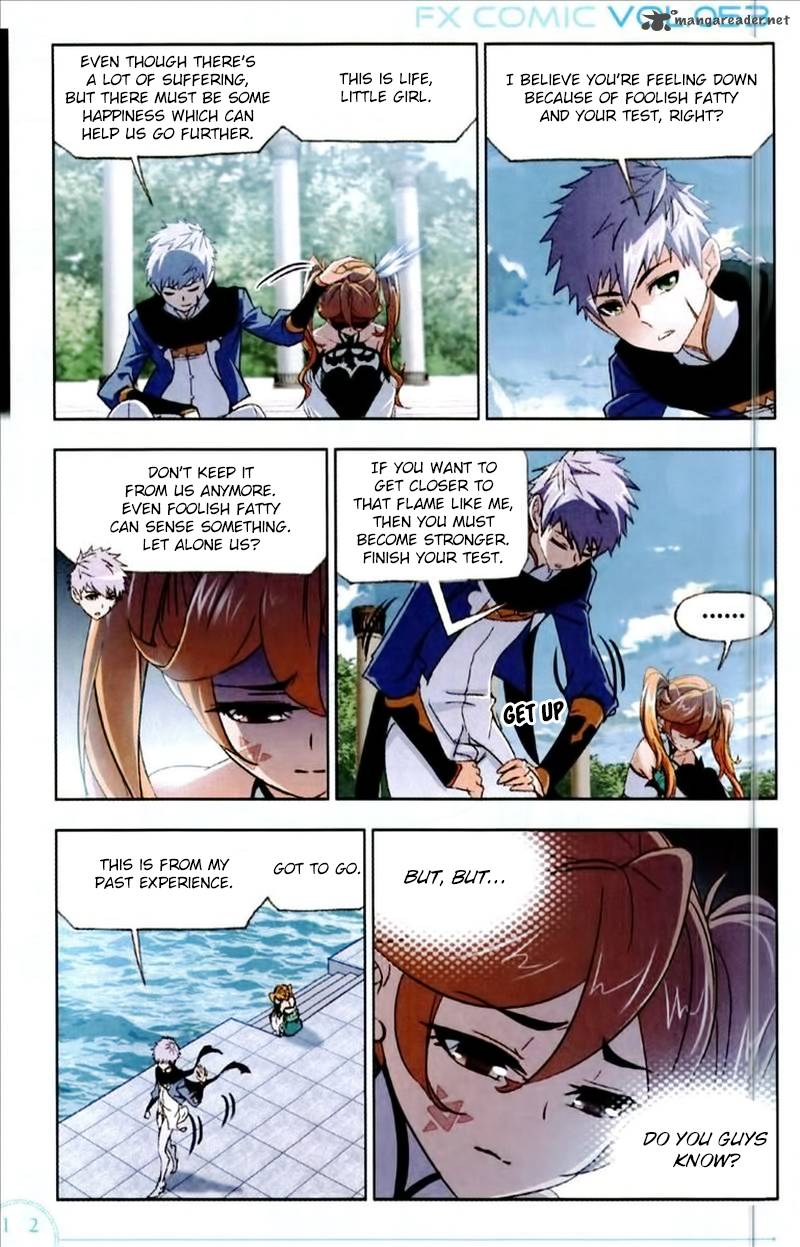 FX COMIC VOL 053
mangareader.net
EVEN THOUGH THERE'S
A LOT OF SUFFERING,
BUT THERE MUST BE SOME
HAPPINESS WHICH CAN
HELP US GO FURTHER.
THIS IS LIFE,
LITTLE GIRL.
I BELIEVE YOU'RE FEELING DOWN
BECAUSE OF FOOLISH FATTY
AND YOUR TEST, RIGHT?
DON'T KEEP IT
FROM US ANYMORE.
EVEN FOOLISH FATTY
CAN SENSE SOMETHING.
LET ALONE US?
IF YOU WANT TO
GET CLOSER TO
THAT FLAME LIKE ME,
THEN YOU MUST
BECOME STRONGER.
FINISH YOUR TEST.
GET UP
......
THIS IS FROM MY
PAST EXPERIENCE.
GOT TO GO.
BUT, BUT...
DO YOU GUYS
KNOW?
12